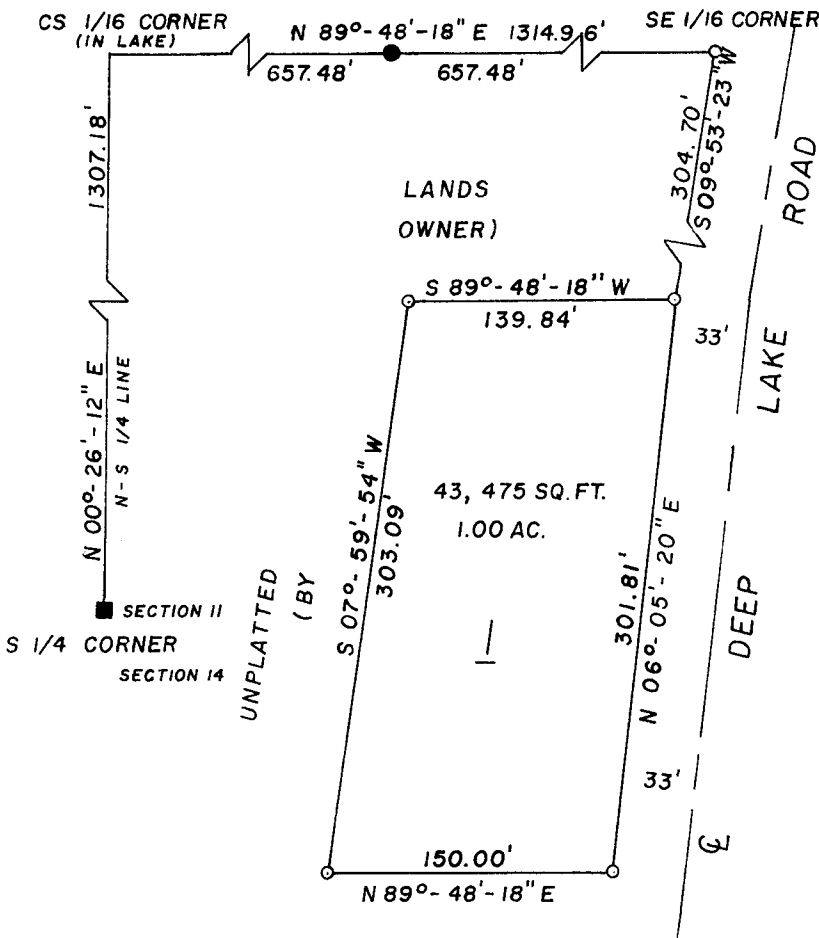 CS 1/16 CORNER
(IN LAKE)
N 89°-48'-18" E 1314.96'
SE 1/16 CORNER
657.48'
657.48'
1307.18'
304.70'
S 09°-53'-23" W
ROAD
LANDS
OWNER)
S 89°-48'-18" W
139.84'
33'
LAKE
N 00°-26'-12" E
N-S 1/4 LINE
S 07°-59'-54" W
303.09'
43,475 SQ. FT.
1.00 AC.
301.81'
N 06°-05'-20" E
UNPLATTED
(BY
DEEP
SECTION 11
S 1/4 CORNER
SECTION 14
1
33'
CL
150.00'
N 89°-48'-18" E